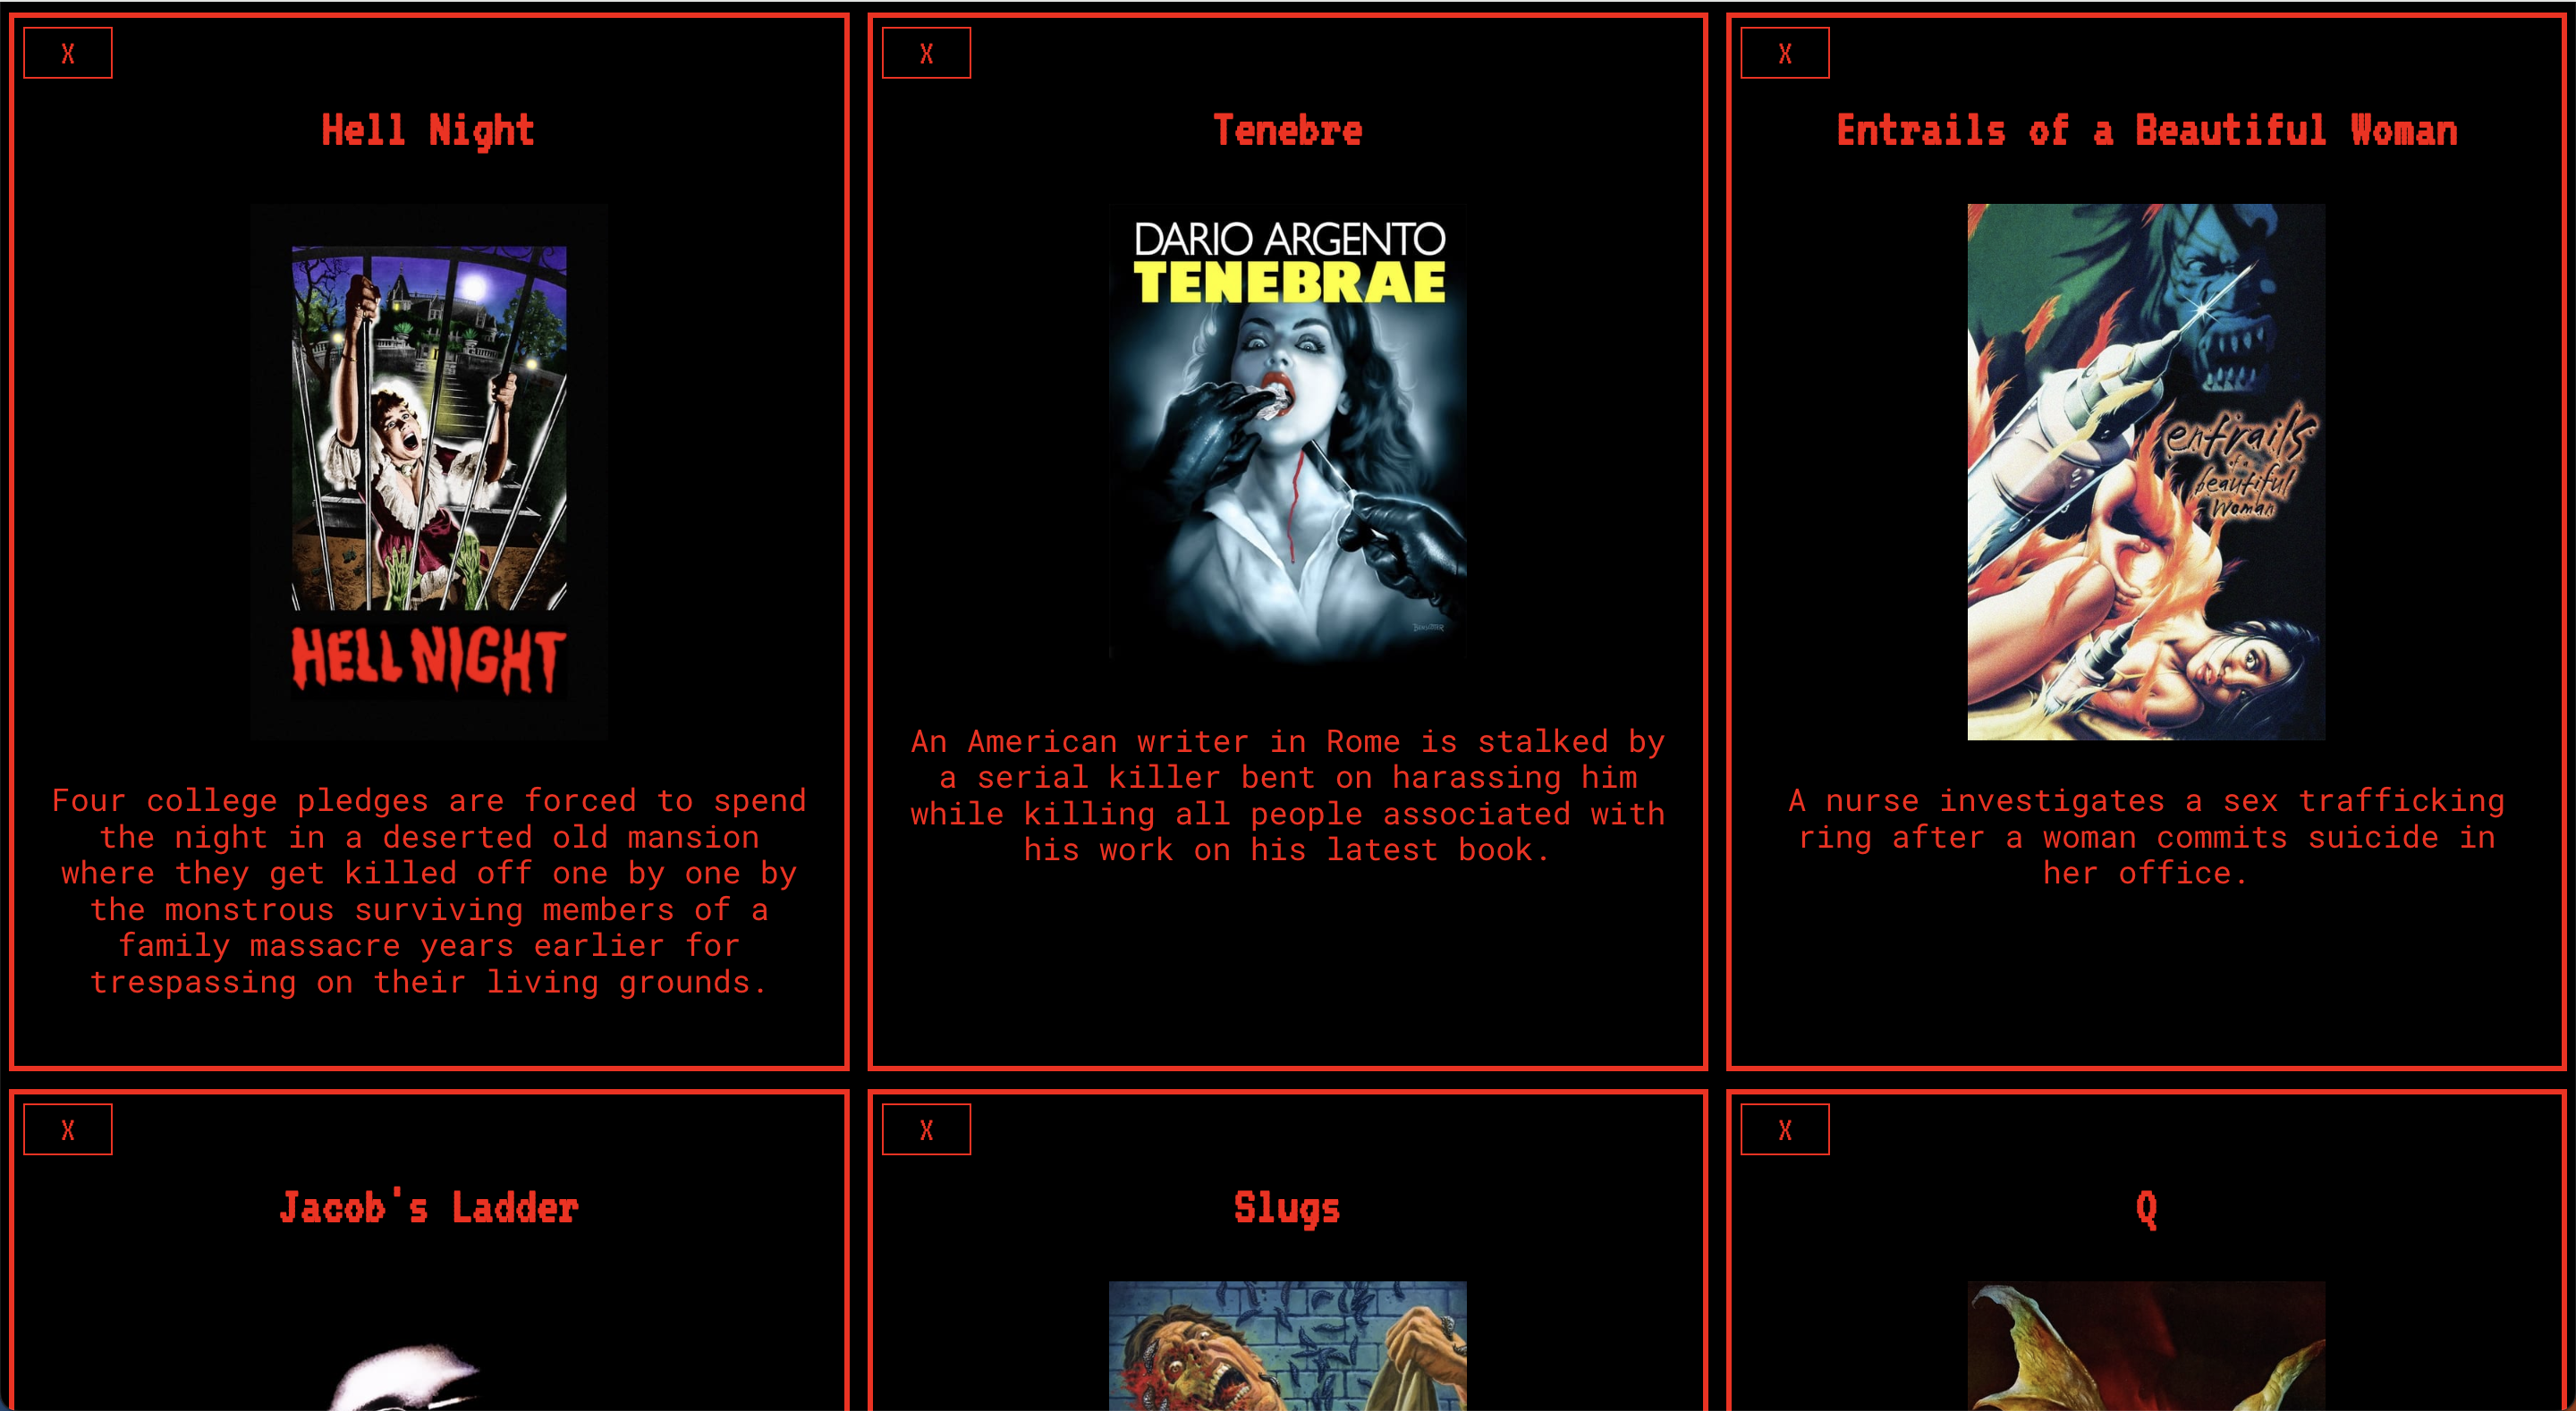 X
Hell Night
HELL NIGHT
Four college pledges are forced to spend
the night in a deserted old mansion
where they get killed off one by one by
the monstrous surviving members of a
family massacre years earlier for
trespassing on their living grounds.
X
Tenebre
DARIO ARGENTO
TENEBRAE
An American writer in Rome is stalked by
a serial killer bent on harassing him
while killing all people associated with
his work on his latest book.
X
Entrails of a Beautiful Woman
entrails
of a
beautiful
Woman
A nurse investigates a sex trafficking
ring after a woman commits suicide in
her office.
X
Jacob's Ladder
X
Slugs
X
Q